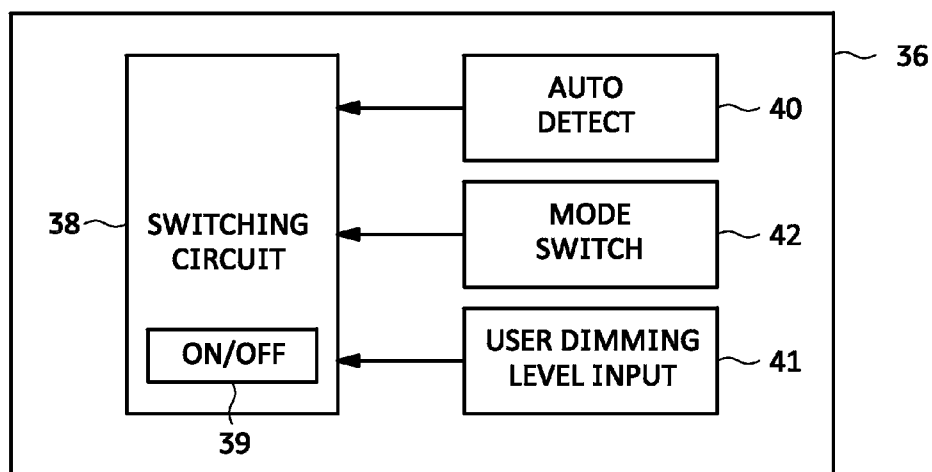 36
AUTO
DETECT
40
38
SWITCHING
CIRCUIT
MODE
SWITCH
42
ON/OFF
39
USER DIMMING
LEVEL INPUT
41